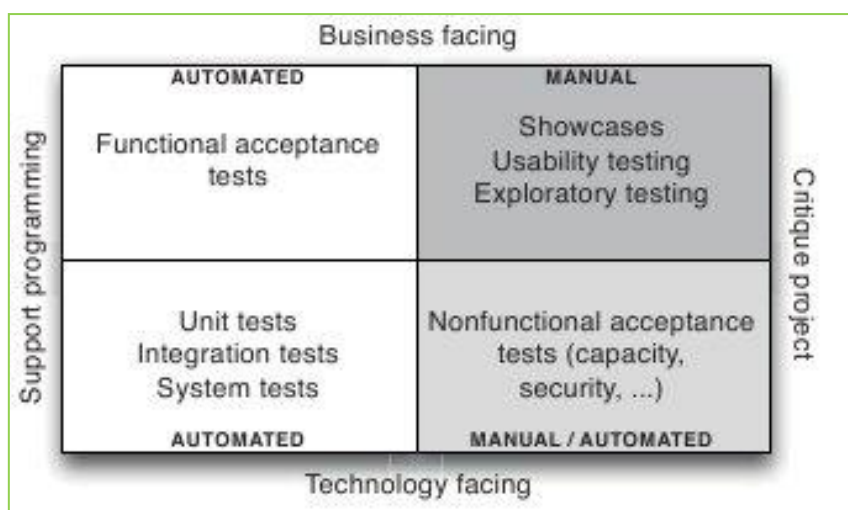 Business facing
AUTOMATED
Functional acceptance
tests
MANUAL
Showcases
Usability testing
Exploratory testing
Support programming
Critique project
Unit tests
Integration tests
System tests
AUTOMATED
Nonfunctional acceptance
tests (capacity,
security, ...)
MANUAL / AUTOMATED
Technology facing